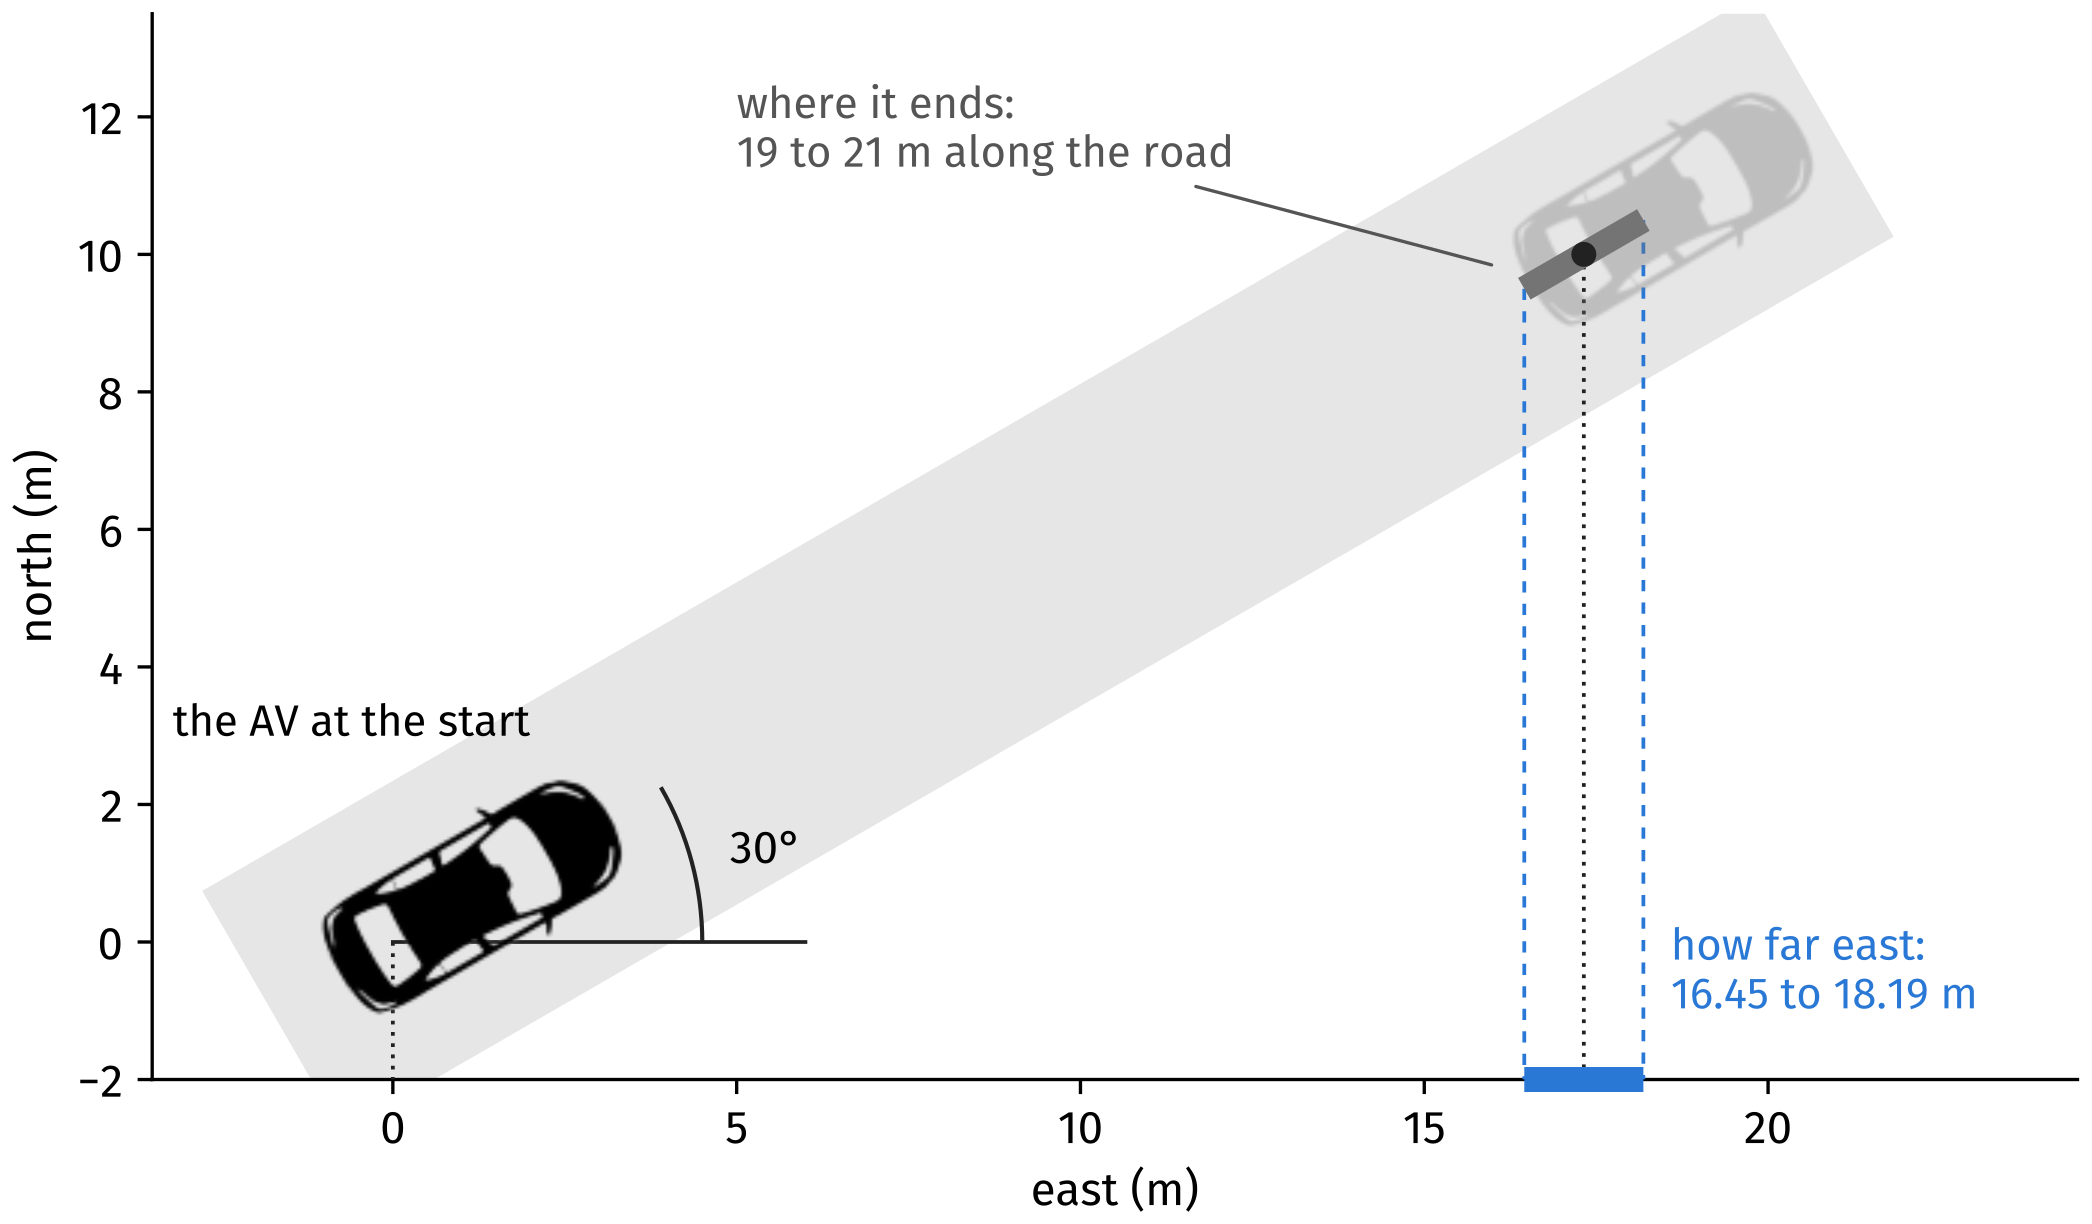 where it ends:
19 to 21 m along the road
12
10
8
6
4
2
0
−2
north (m)
the AV at the start
30°
how far east:
16.45 to 18.19 m
0 5 10 15 20
east (m)